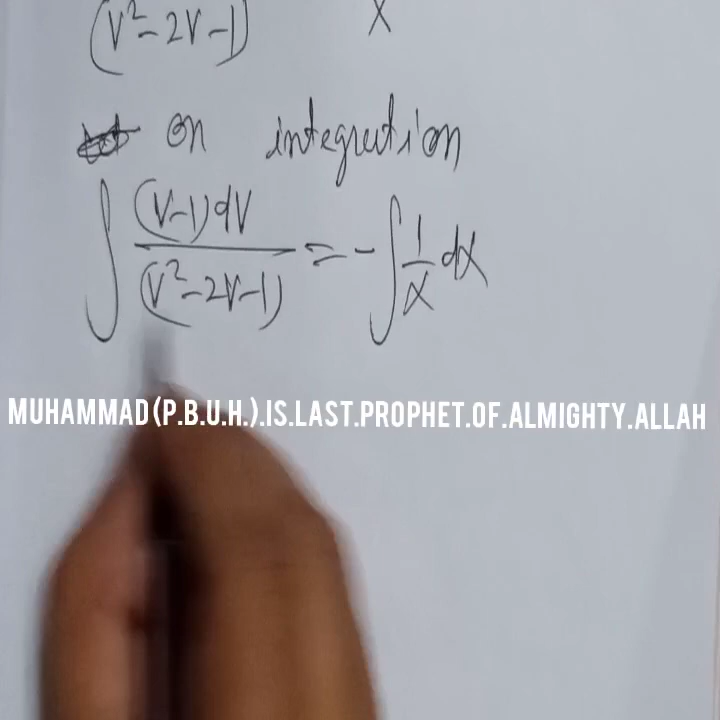 (V²-2V-1) x
on integration
∫ (V-1)dV / (V²-2V-1) = -∫ 1/x dx
MUHAMMAD(P.B.U.H.).IS.LAST.PROPHET.OF.ALMIGHTY.ALLAH